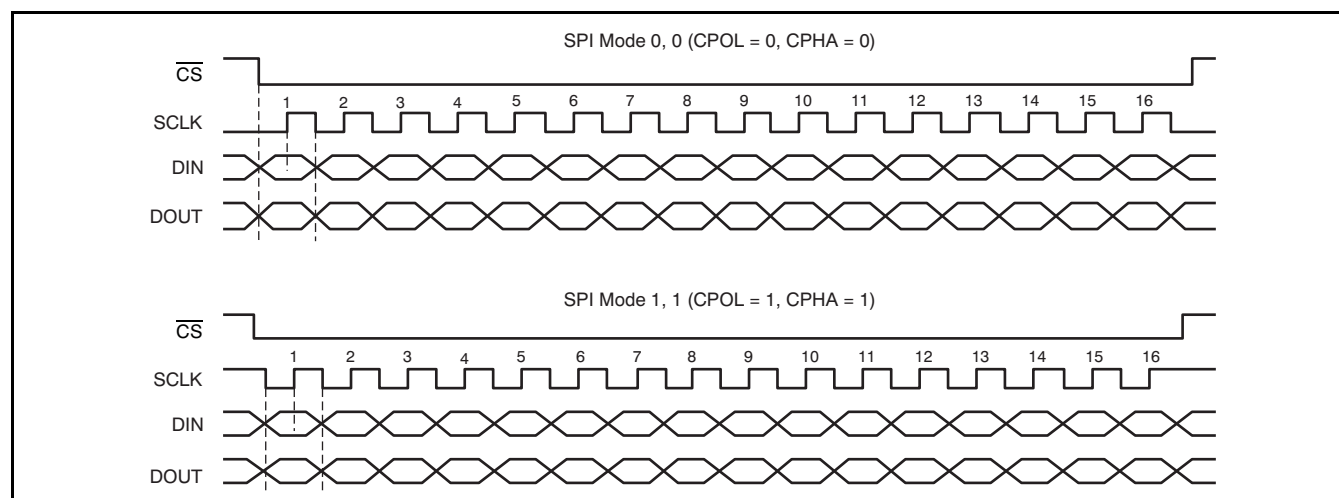 SPI Mode 0, 0 (CPOL = 0, CPHA = 0)
CS
1 2 3 4 5 6 7 8 9 10 11 12 13 14 15 16
SCLK
DIN
DOUT
SPI Mode 1, 1 (CPOL = 1, CPHA = 1)
CS
1 2 3 4 5 6 7 8 9 10 11 12 13 14 15 16
SCLK
DIN
DOUT